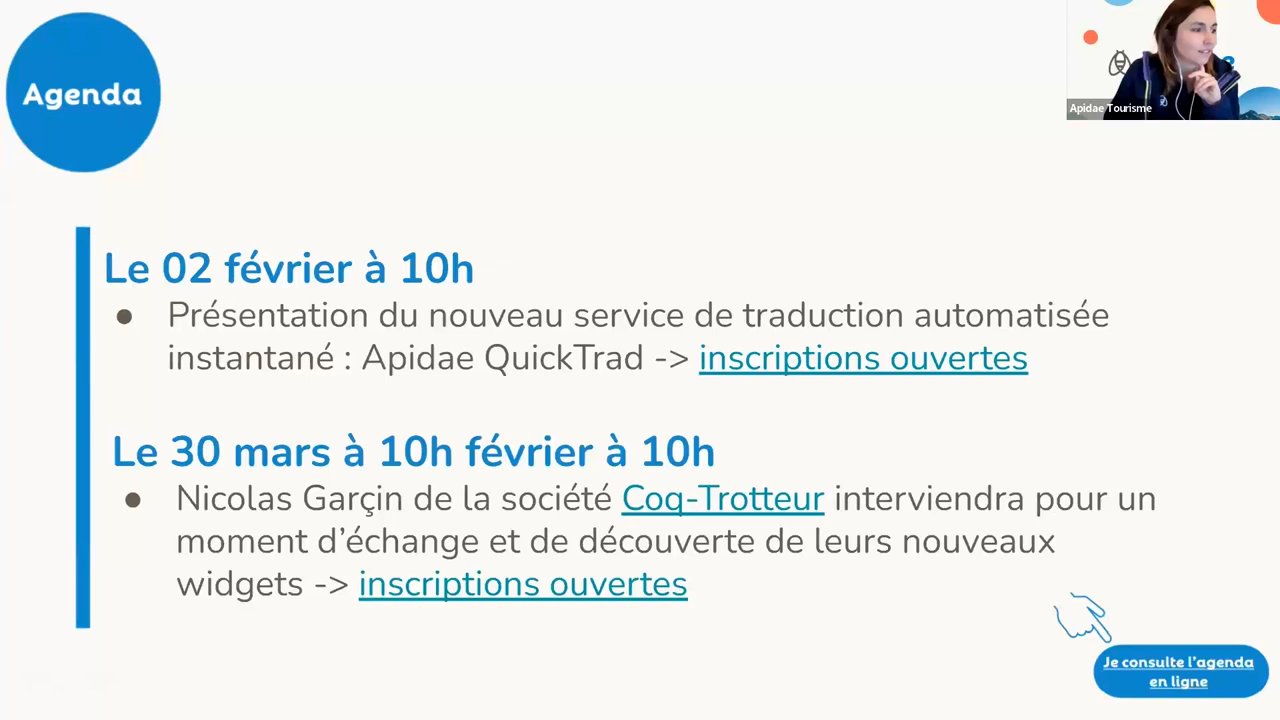 Agenda
Apidae Tourisme
Le 02 février à 10h
● Présentation du nouveau service de traduction automatisée
instantané : Apidae QuickTrad -> inscriptions ouvertes
Le 30 mars à 10h février à 10h
● Nicolas Garçin de la société Coq-Trotteur interviendra pour un
moment d’échange et de découverte de leurs nouveaux
widgets -> inscriptions ouvertes
Je consulte l’agenda
en ligne